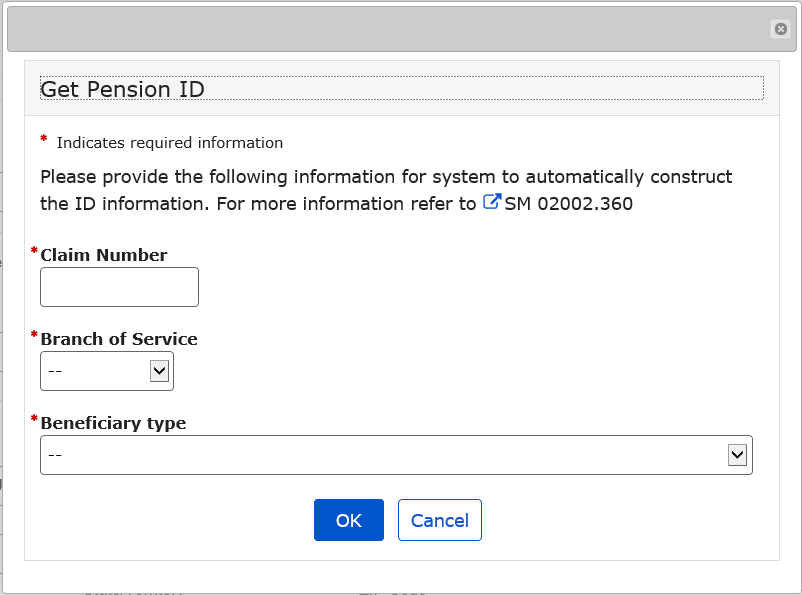 Get Pension ID
* Indicates required information
Please provide the following information for system to automatically construct
the ID information. For more information refer to SM 02002.360
*Claim Number
*Branch of Service
--
*Beneficiary type
--
OK Cancel